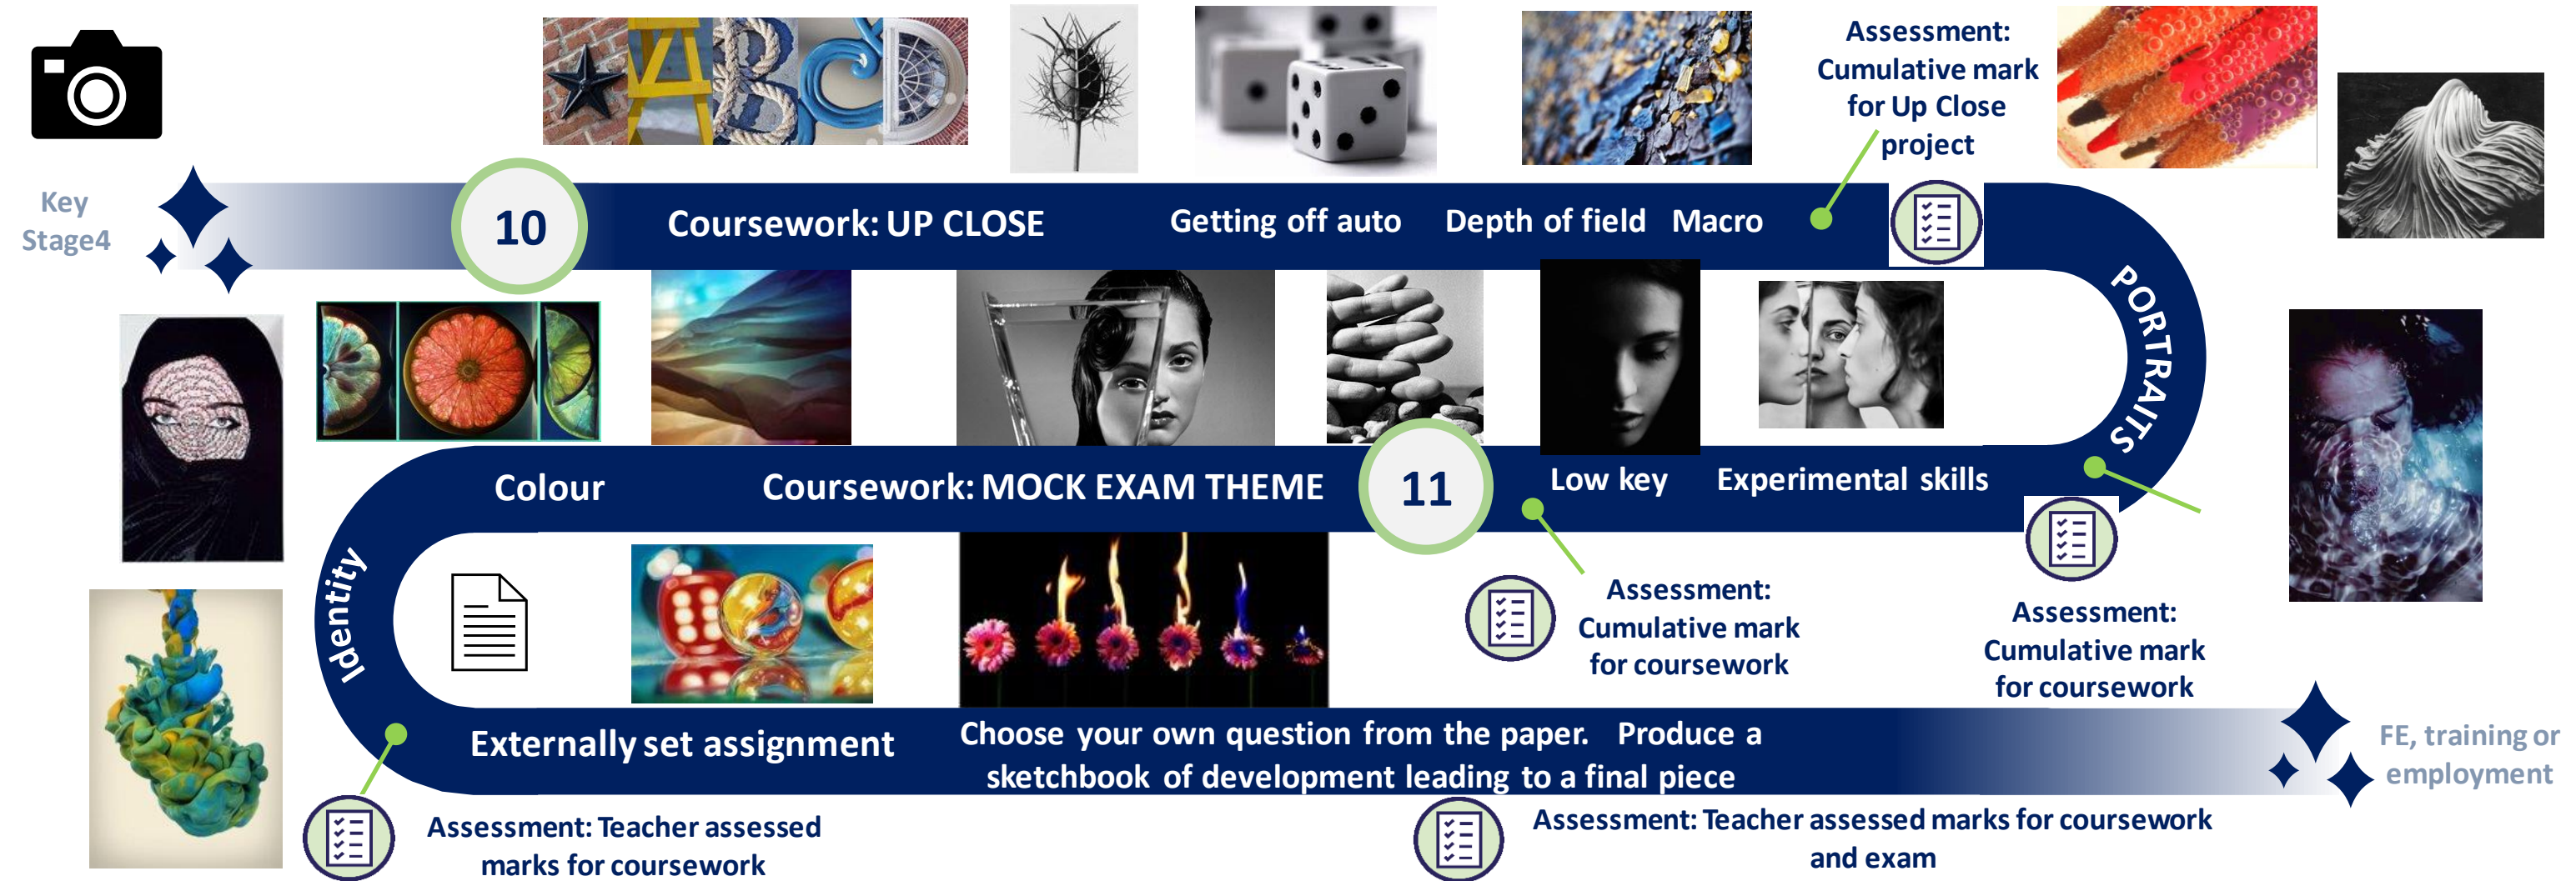 Key
Stage4
10
Coursework: UP CLOSE
Getting off auto
Depth of field
Macro
Assessment:
Cumulative mark
for Up Close
project
PORTRAITS
Experimental skills
Low key
11
Coursework: MOCK EXAM THEME
Colour
Assessment:
Cumulative mark
for coursework
Assessment:
Cumulative mark
for coursework
Identity
Externally set assignment
Choose your own question from the paper. Produce a
sketchbook of development leading to a final piece
FE, training or
employment
Assessment: Teacher assessed
marks for coursework
Assessment: Teacher assessed marks for coursework
and exam